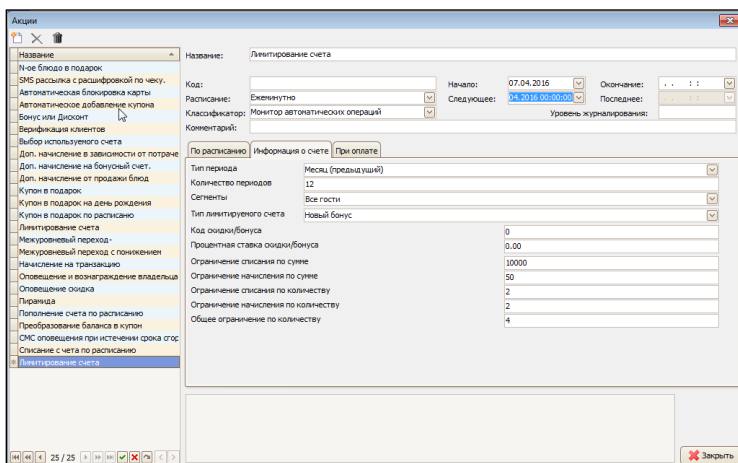 Акции
Название
N-ое блюдо в подарок
SMS рассылка с расшифровкой по чеку.
Автоматическая блокировка карты
Автоматическое добавление купона
Бонус или Дисконт
Верификация клиентов
Выбор используемого счета
Доп. начисление в зависимости от потраче
Доп. начисление на бонусный счет.
Доп. начисление от продажи блюд
Купон в подарок
Купон в подарок на день рождения
Купон в подарок по расписаню
Лимитирование счета
Межуровневый переход-
Межуровневый переход с понижением
Начисление на транзакцию
Оповещение и вознаграждение владельца
Оповещение скидка
Пирамида
Пополнение счета по расписанию
Преобразование баланса в купон
СМС оповещения при истечении срока сгор
Списание с чета по расписанию
Лимитирование счета
25 / 25
Название: Лимитирование счета
Код: Начало: 07.04.2016 Окончание: . . : :
Расписание: Ежеминутно Следующее: 04.2016 00:00:00 Последнее: . . : :
Классификатор: Монитор автоматических операций Уровень журналирования:
Комментарий:
По расписанию Информация о счете При оплате
Тип периода Месяц (предыдущий)
Количество периодов 12
Сегменты Все гости
Тип лимитируемого счета Новый бонус
Код скидки/бонуса 0
Процентная ставка скидки/бонуса 0.00
Ограничение списания по сумме 10000
Ограничение начисления по сумме 50
Ограничение списания по количеству 2
Ограничение начисления по количеству 2
Общее ограничение по количеству 4
Закрыть